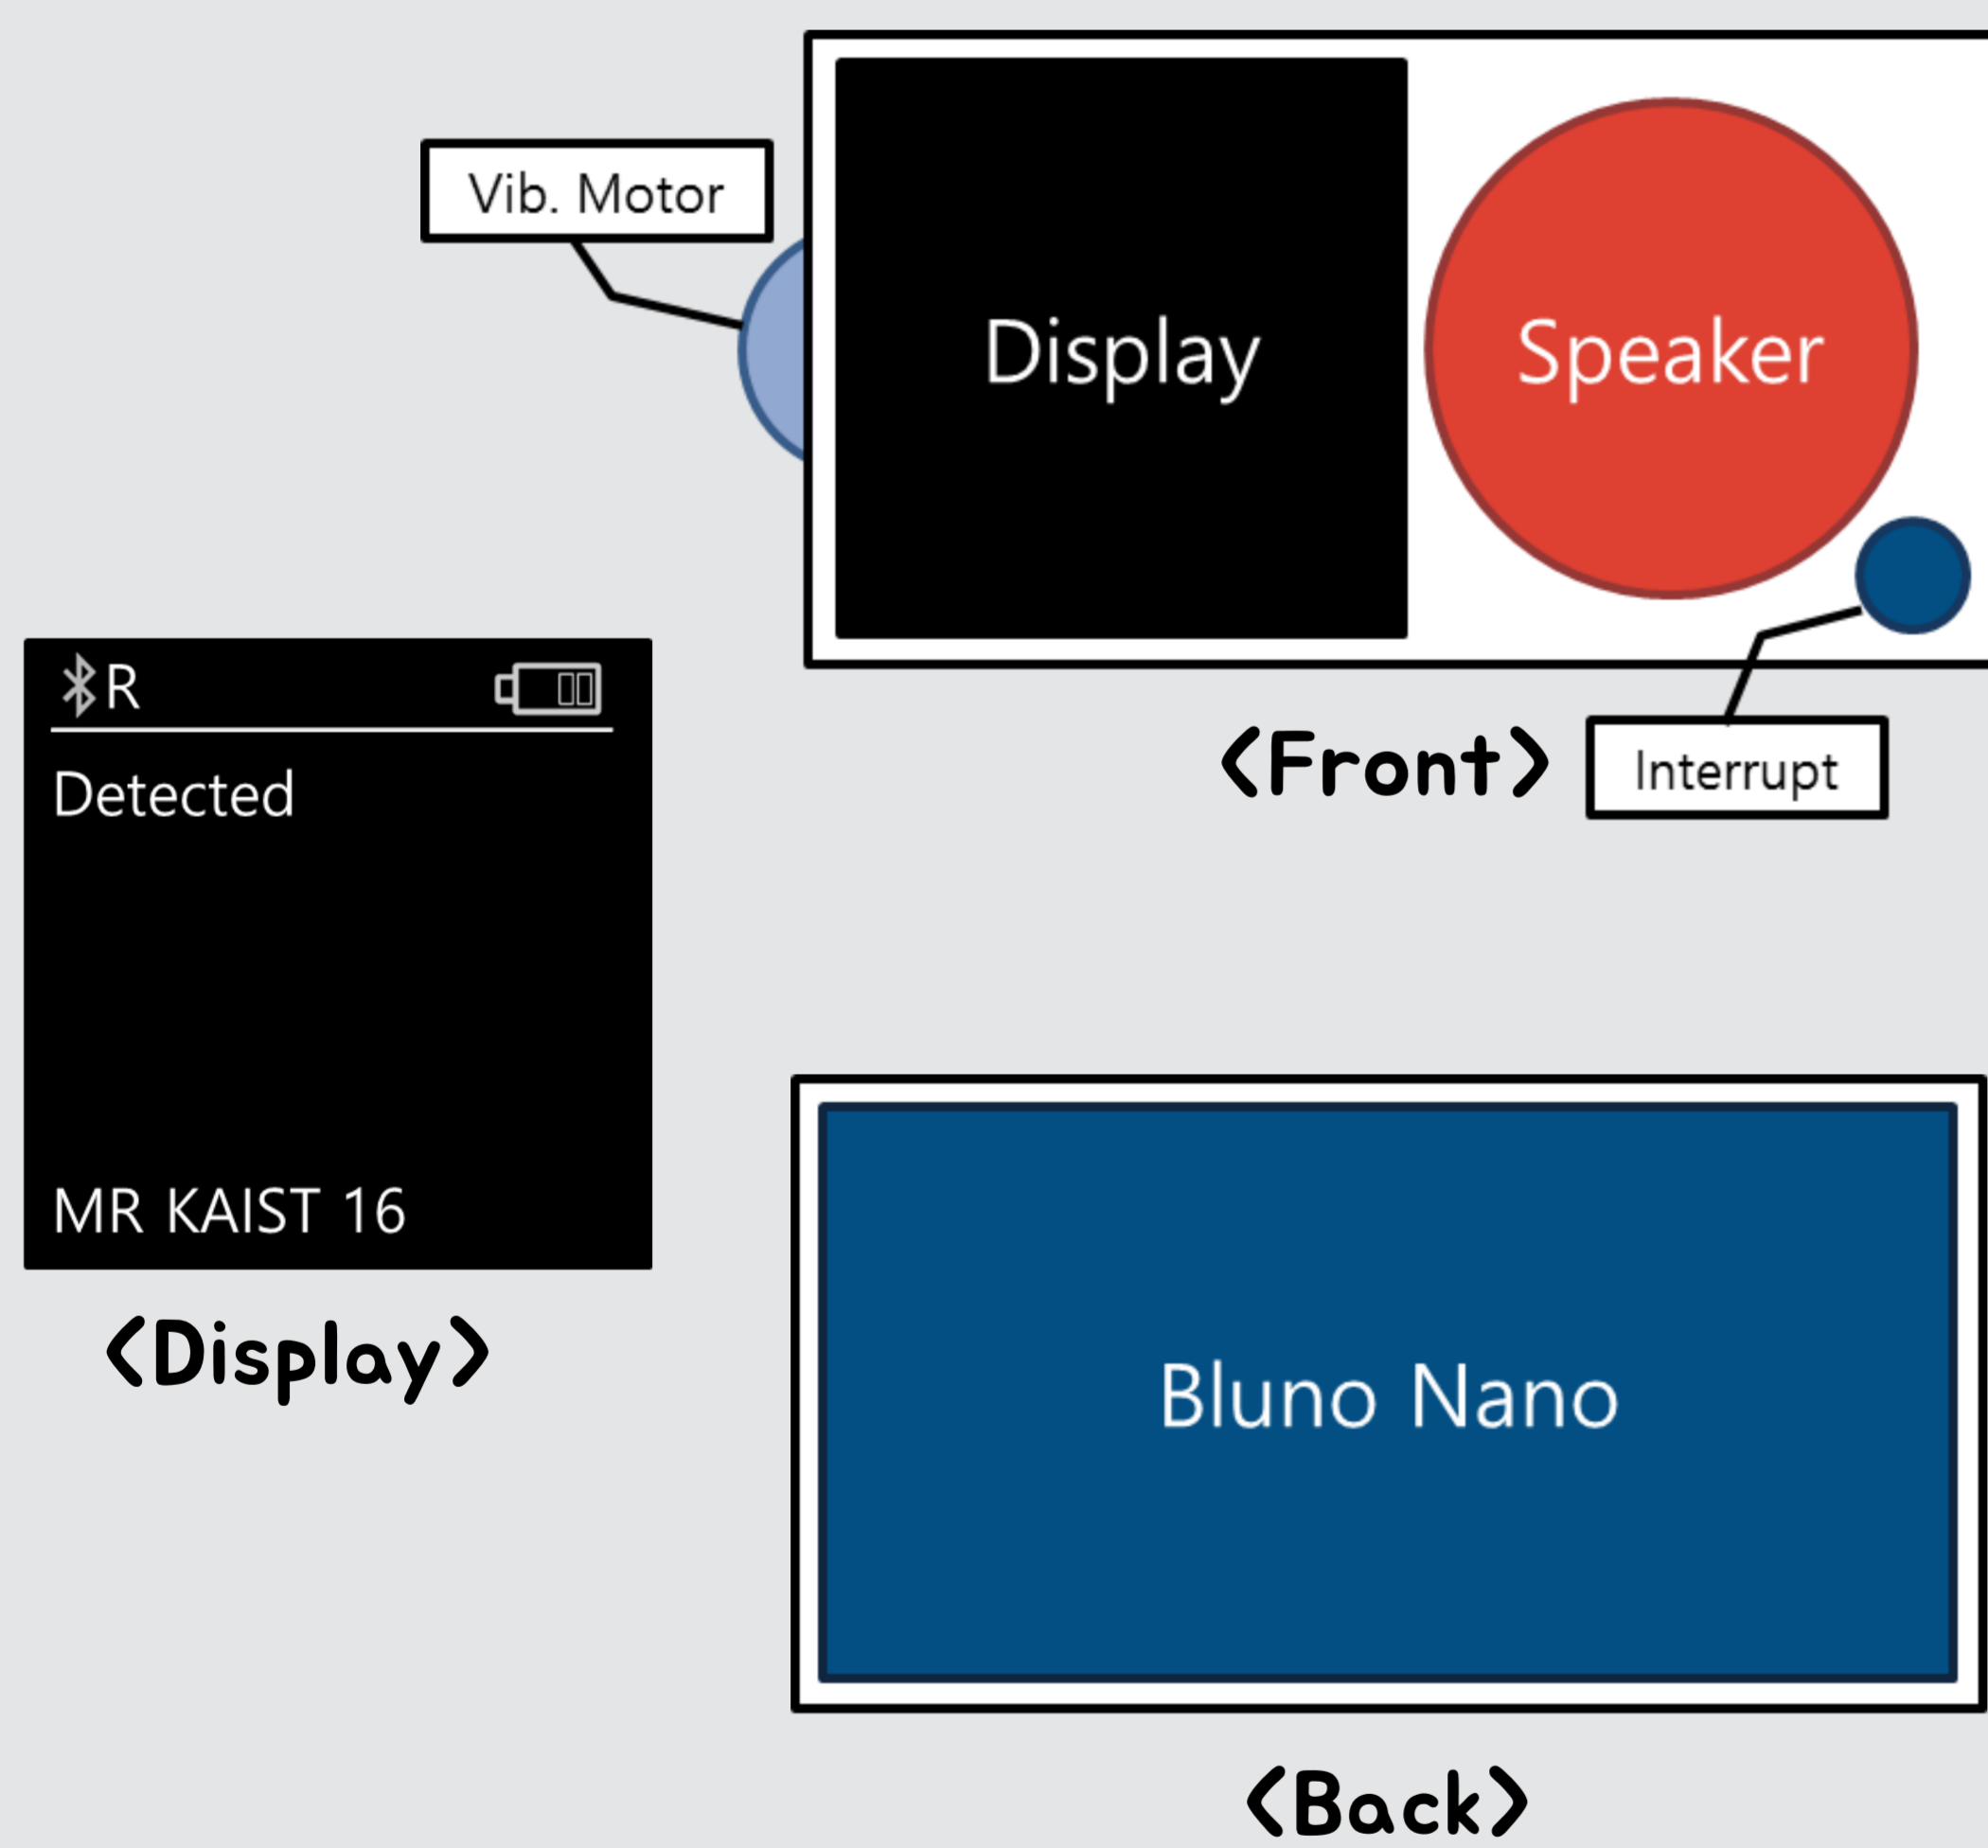 Vib. Motor
Display
Speaker
R
Detected
MR KAIST 16
<Display>
<Front>
Interrupt
Bluno Nano
<Back>